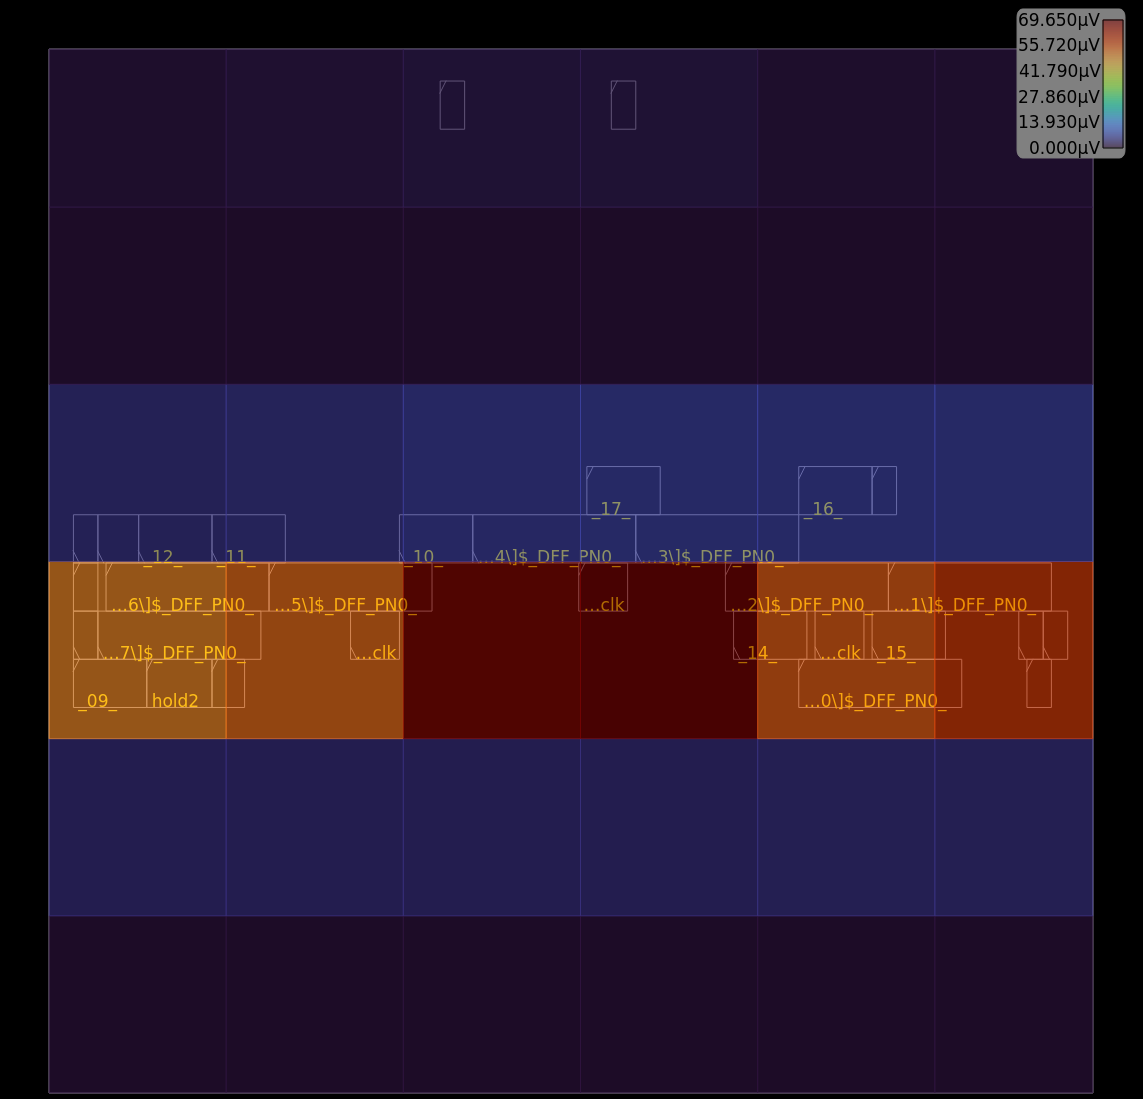 69.650µV
55.720µV
41.790µV
27.860µV
13.930µV
0.000µV
_17_ _16_
_12_ _11_ _10_ ...4\]$_DFF_PN0_ ...3\]$_DFF_PN0_
...6\]$_DFF_PN0_ ...5\]$_DFF_PN0_ ...clk ...2\]$_DFF_PN0_ ...1\]$_DFF_PN0_
...7\]$_DFF_PN0_ ...clk _14_ ...clk _15_
_09_ hold2 ...0\]$_DFF_PN0_